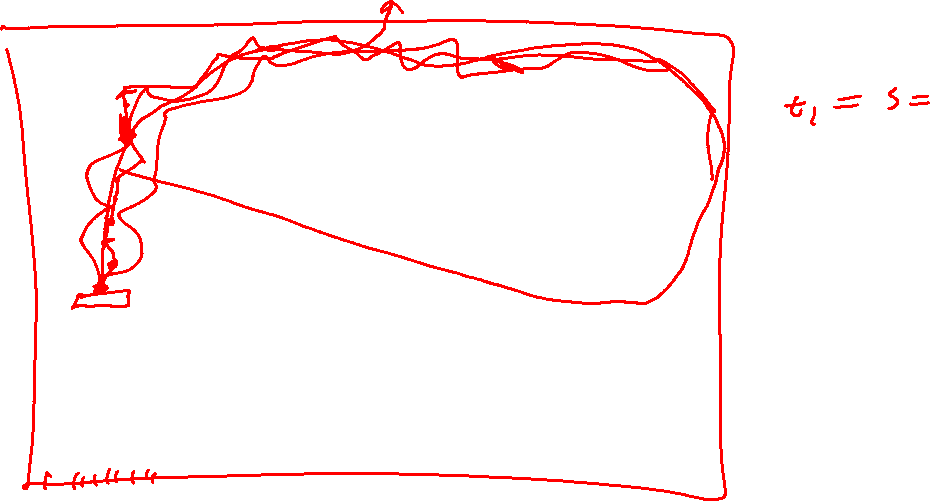 t₁ = s =